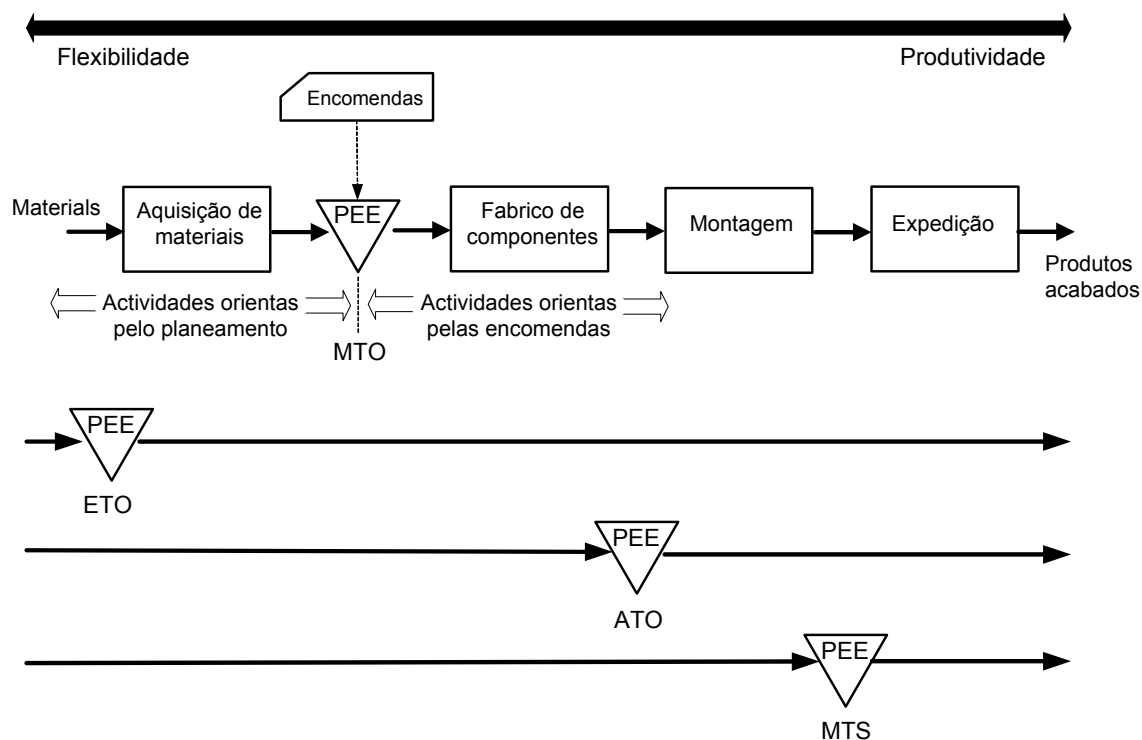 Flexibilidade
Produtividade
Encomendas
Materials
Aquisição de
materiais
PEE
Fabrico de
componentes
Montagem
Expedição
Produtos
acabados
Actividades orientas
pelo planeamento
Actividades orientas
pelas encomendas
MTO
PEE
ETO
PEE
ATO
PEE
MTS